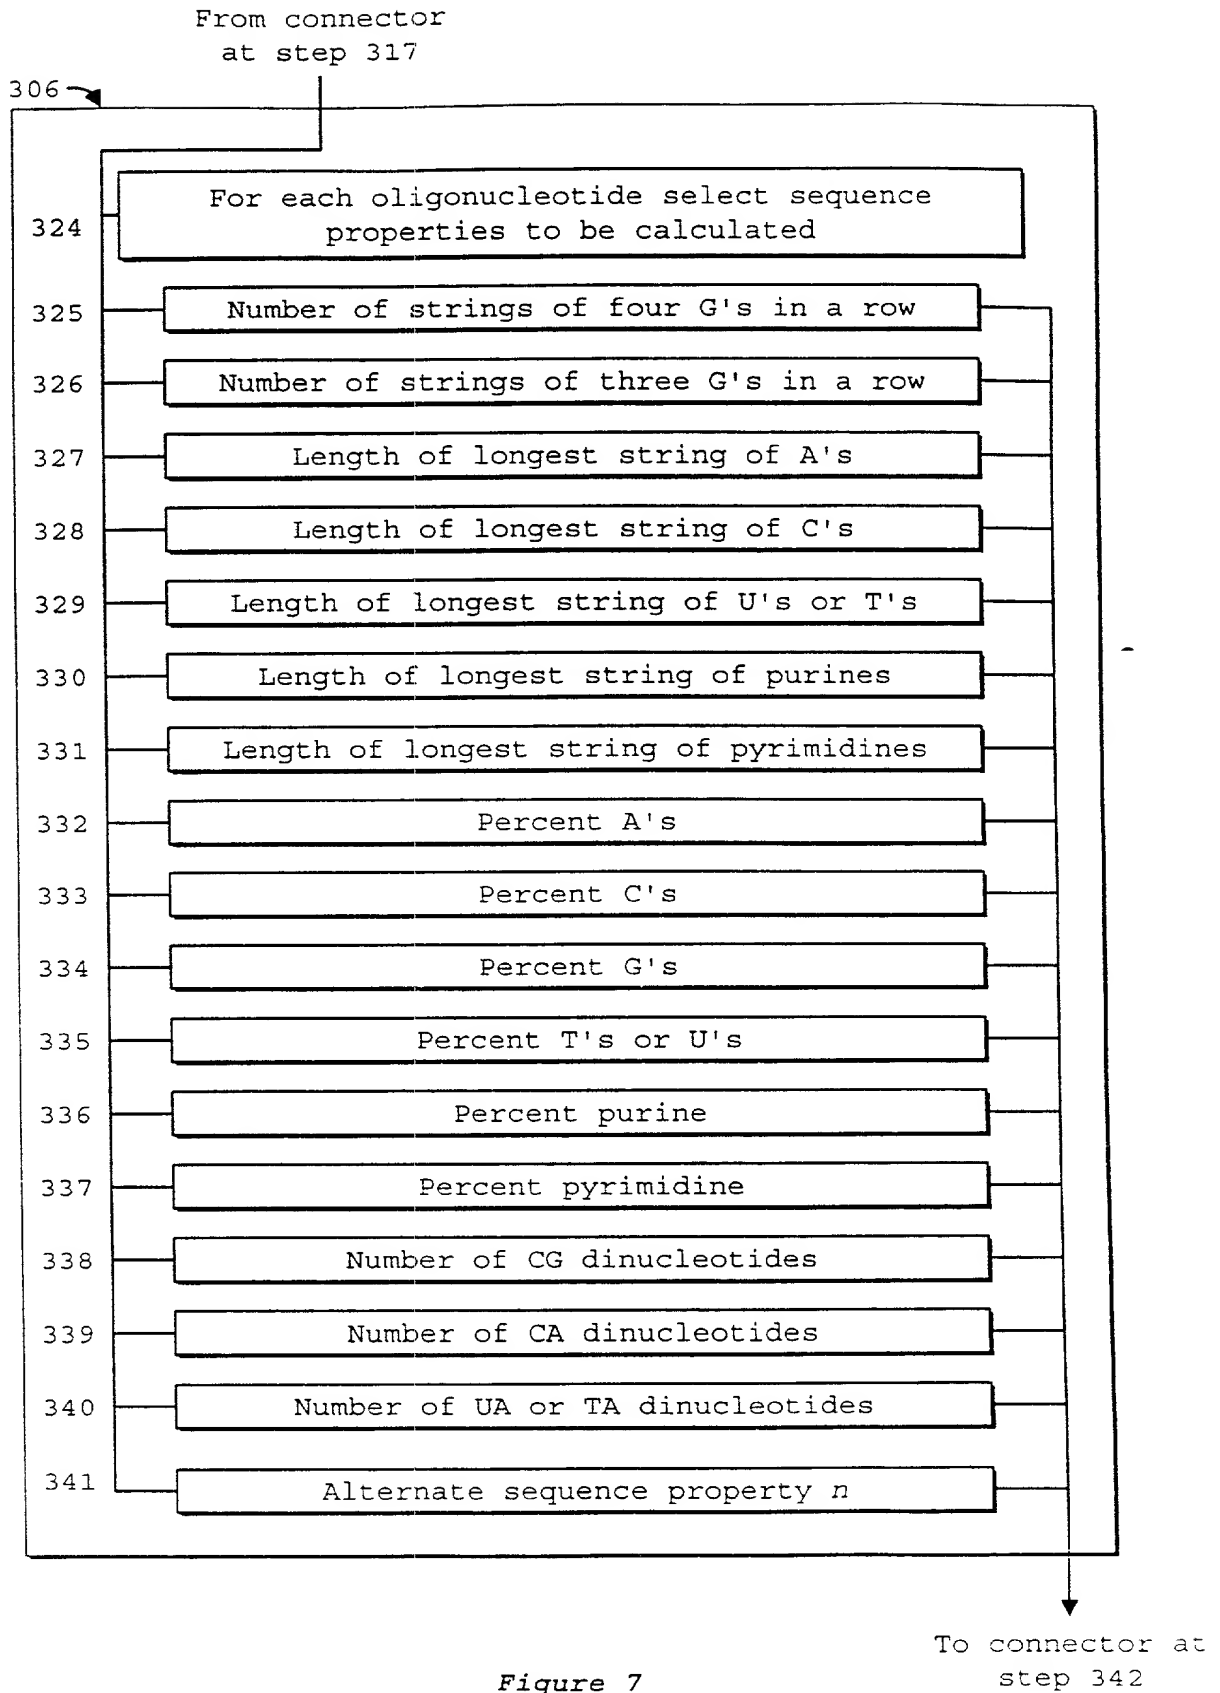 From connector
at step 317
306
324
For each oligonucleotide select sequence
properties to be calculated
325
Number of strings of four G's in a row
326
Number of strings of three G's in a row
327
Length of longest string of A's
328
Length of longest string of C's
329
Length of longest string of U's or T's
330
Length of longest string of purines
331
Length of longest string of pyrimidines
332
Percent A's
333
Percent C's
334
Percent G's
335
Percent T's or U's
336
Percent purine
337
Percent pyrimidine
338
Number of CG dinucleotides
339
Number of CA dinucleotides
340
Number of UA or TA dinucleotides
341
Alternate sequence property n
To connector at
step 342
Figure 7